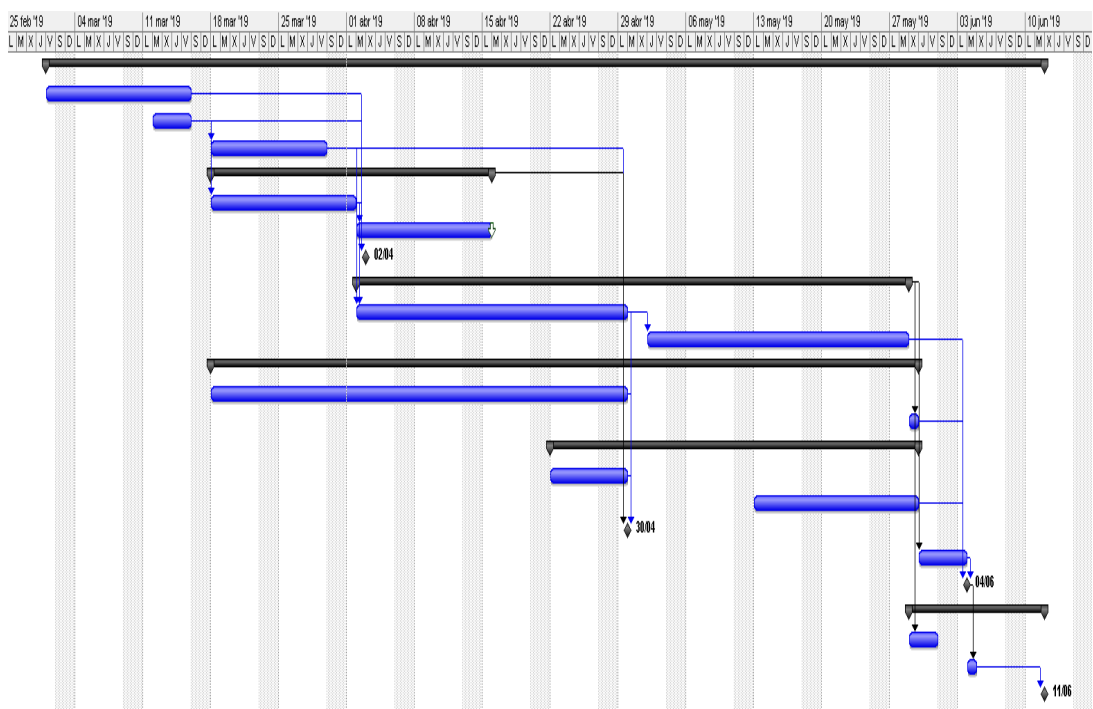 25 feb '19 04 mar '19 11 mar '19 18 mar '19 25 mar '19 01 abr '19 08 abr '19 15 abr '19 22 abr '19 29 abr '19 06 may '19 13 may '19 20 may '19 27 may '19 03 jun '19 10 jun '19
L M X J V S D L M X J V S D L M X J V S D L M X J V S D L M X J V S D L M X J V S D L M X J V S D L M X J V S D L M X J V S D L M X J V S D L M X J V S D L M X J V S D L M X J V S D L M X J V S D L M X J V S D L M X J V S D
02/04
30/04
04/06
11/06